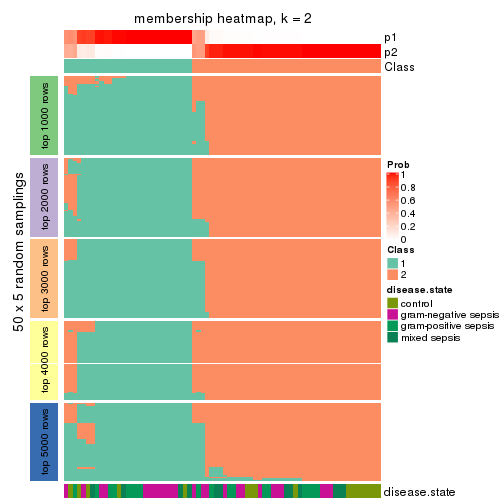 membership heatmap, k = 2
p1
p2
Class
50 x 5 random samplings
top 1000 rows
top 2000 rows
top 3000 rows
top 4000 rows
top 5000 rows
Prob
1
0.8
0.6
0.4
0.2
0
Class
1
2
disease.state
control
gram-negative sepsis
gram-positive sepsis
mixed sepsis
disease.state